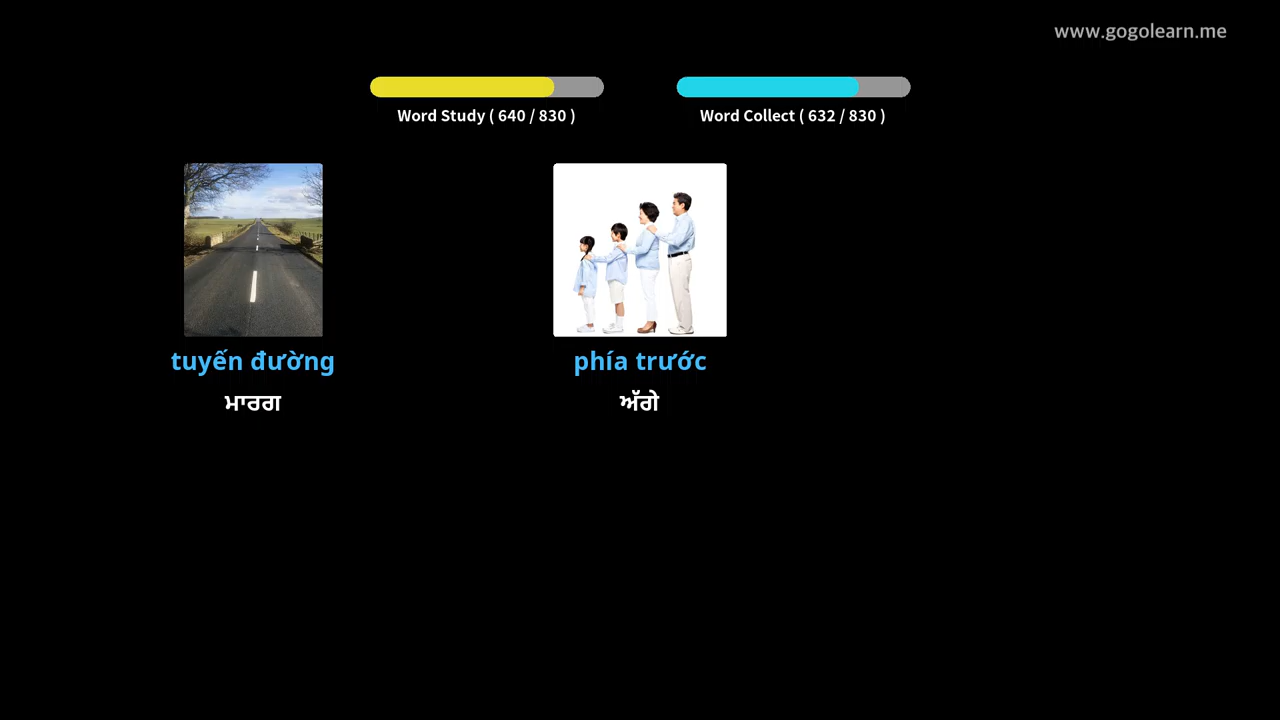 www.gogolearn.me
Word Study ( 640 / 830 )
Word Collect ( 632 / 830 )
tuyến đường
ਮਾਰਗ
phía trước
ਅੱਗੇ